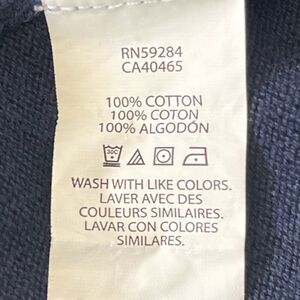 RN59284
CA40465
100% COTTON
100% COTON
100% ALGODÓN
30C
WASH WITH LIKE COLORS.
LAVER AVEC DES
COULEURS SIMILAIRES.
LAVAR CON COLORES
SIMILARES.